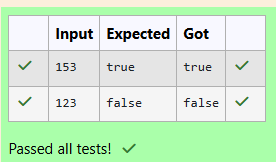 Input Expected Got
153 true true
123 false false
Passed all tests!